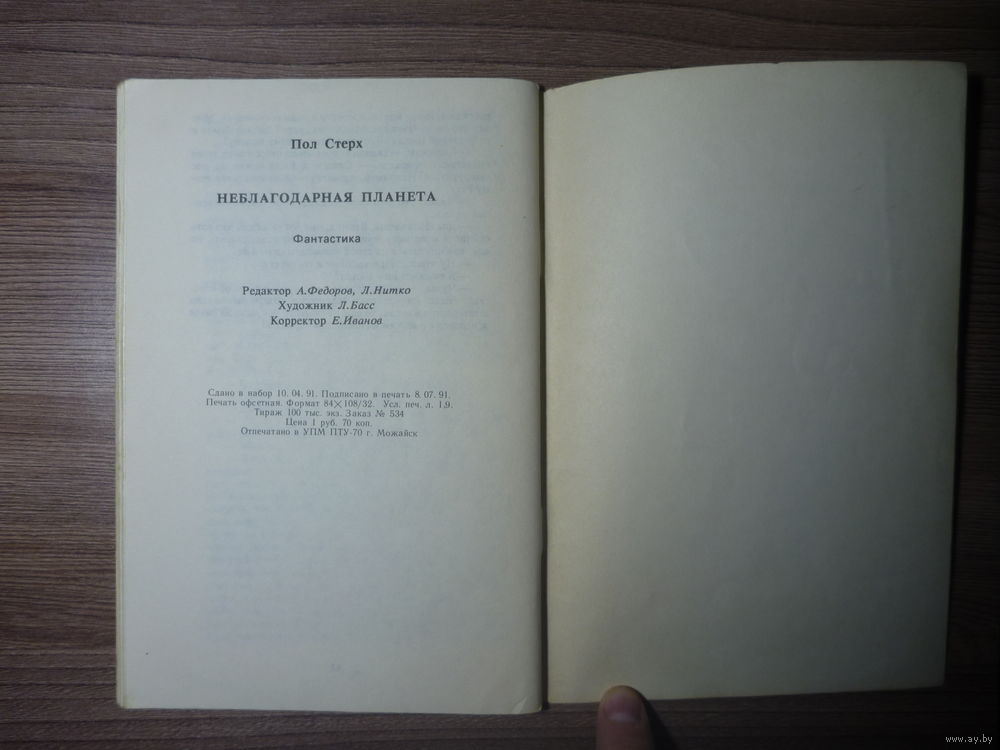 Пол Стерх
НЕБЛАГОДАРНАЯ ПЛАНЕТА
Фантастика
Редактор А.Федоров, Л.Нитко
Художник Л.Басс
Корректор Е.Иванов
Сдано в набор 10. 04. 91. Подписано в печать 8. 07. 91.
Печать офсетная. Формат 84×108/32. Усл. печ. л. 1,9.
Тираж 100 тыс. экз. Заказ № 534
Цена 1 руб. 70 коп.
Отпечатано в УПМ ПТУ-70 г. Можайск
www.ay.by